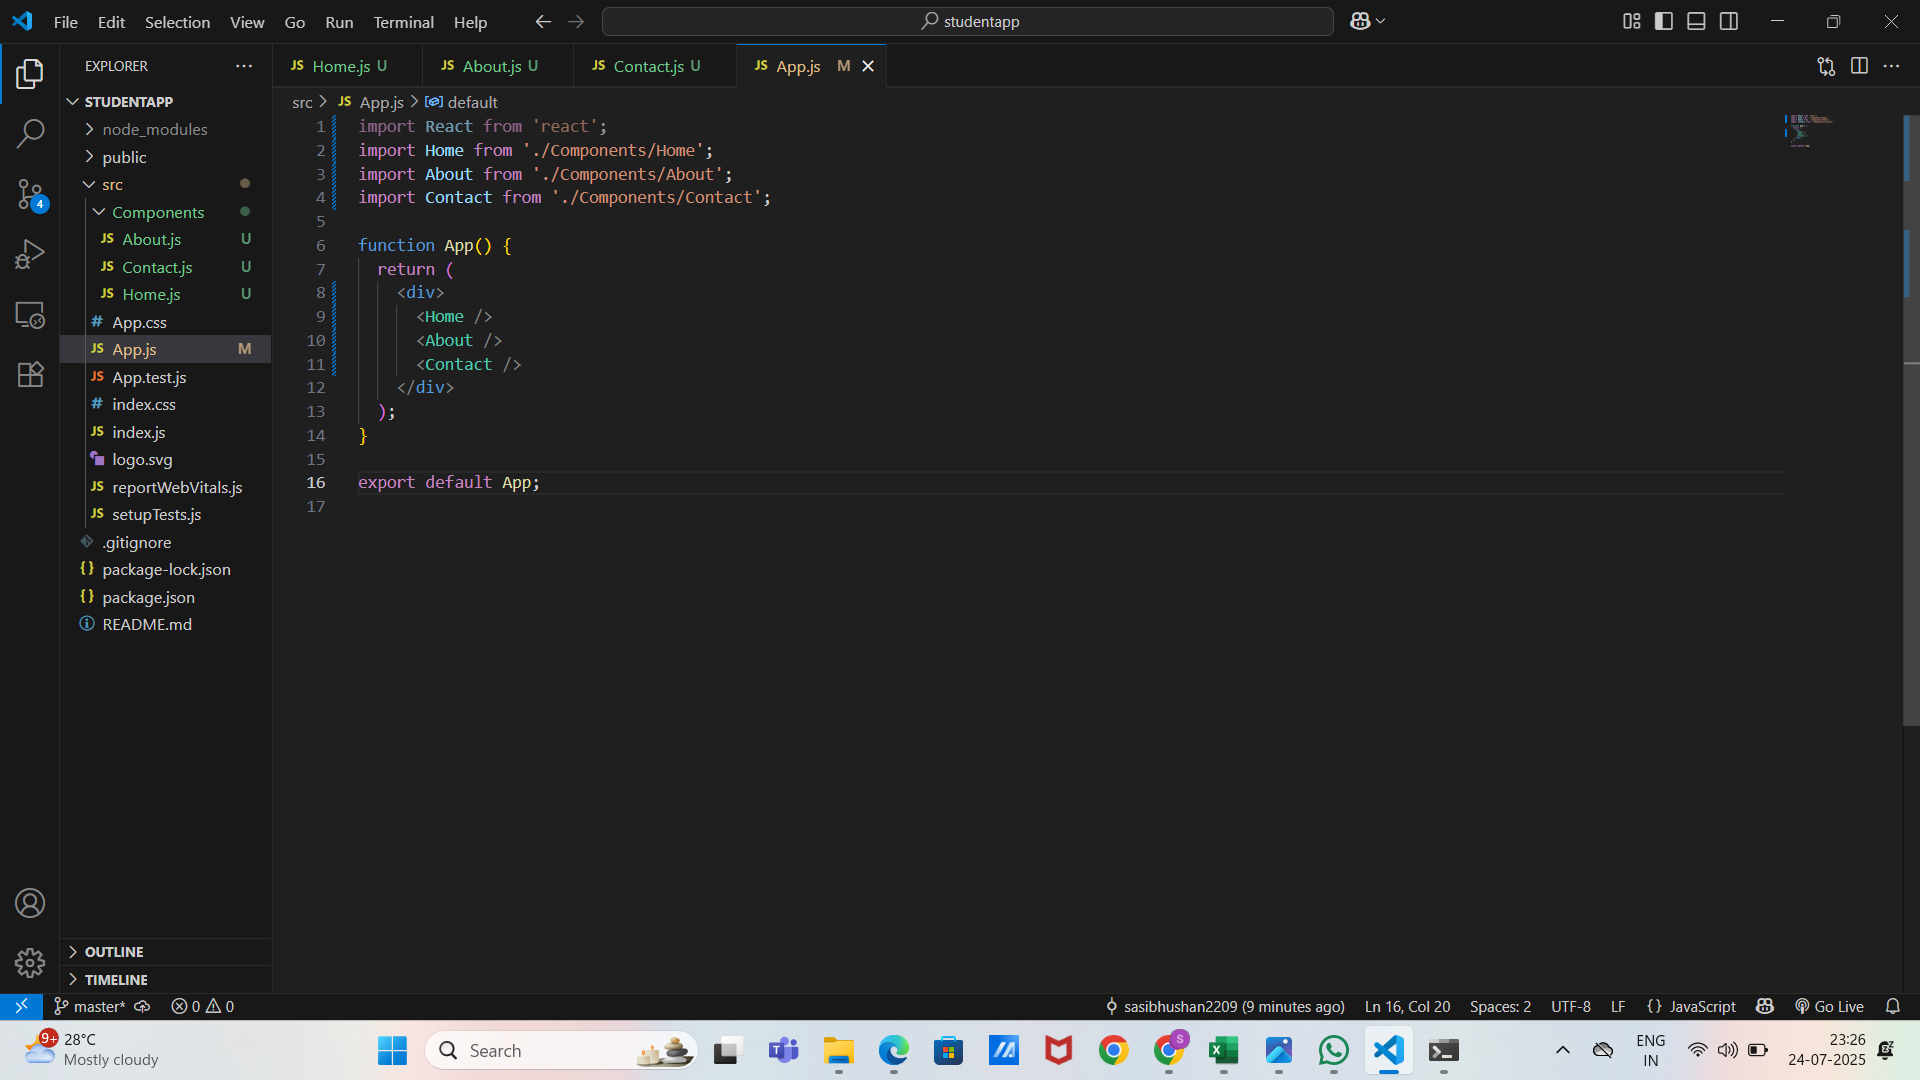 File Edit Selection View Go Run Terminal Help
studentapp
EXPLORER
STUDENTAPP
node_modules
public
src
Components
JS About.js U
JS Contact.js U
JS Home.js U
# App.css
JS App.js M
JS App.test.js
# index.css
JS index.js
logo.svg
JS reportWebVitals.js
JS setupTests.js
.gitignore
{} package-lock.json
{} package.json
README.md
OUTLINE
TIMELINE
4
JS Home.js U JS About.js U JS Contact.js U JS App.js M
src > JS App.js > default
1 import React from 'react';
2 import Home from './Components/Home';
3 import About from './Components/About';
4 import Contact from './Components/Contact';
5
6 function App() {
7 return (
8 <div>
9 <Home />
10 <About />
11 <Contact />
12 </div>
13 );
14 }
15
16 export default App;
17
master* 0 0 sasibhushan2209 (9 minutes ago) Ln 16, Col 20 Spaces: 2 UTF-8 LF {} JavaScript Go Live
9+ 28°C
Mostly cloudy
Search
S
ENG
IN
23:26
24-07-2025